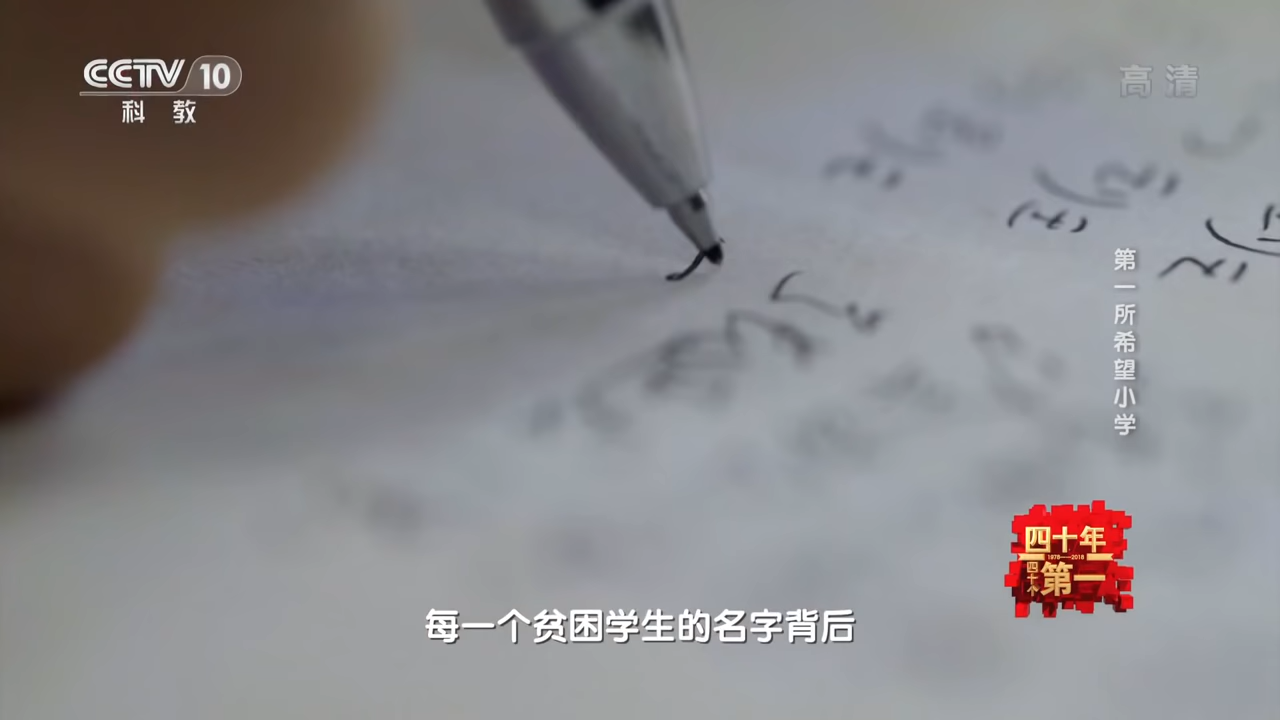 CCTV 10
科 教
高清
第一所希望小学
四十年
1978——2018
四十个
第一
每一个贫困学生的名字背后